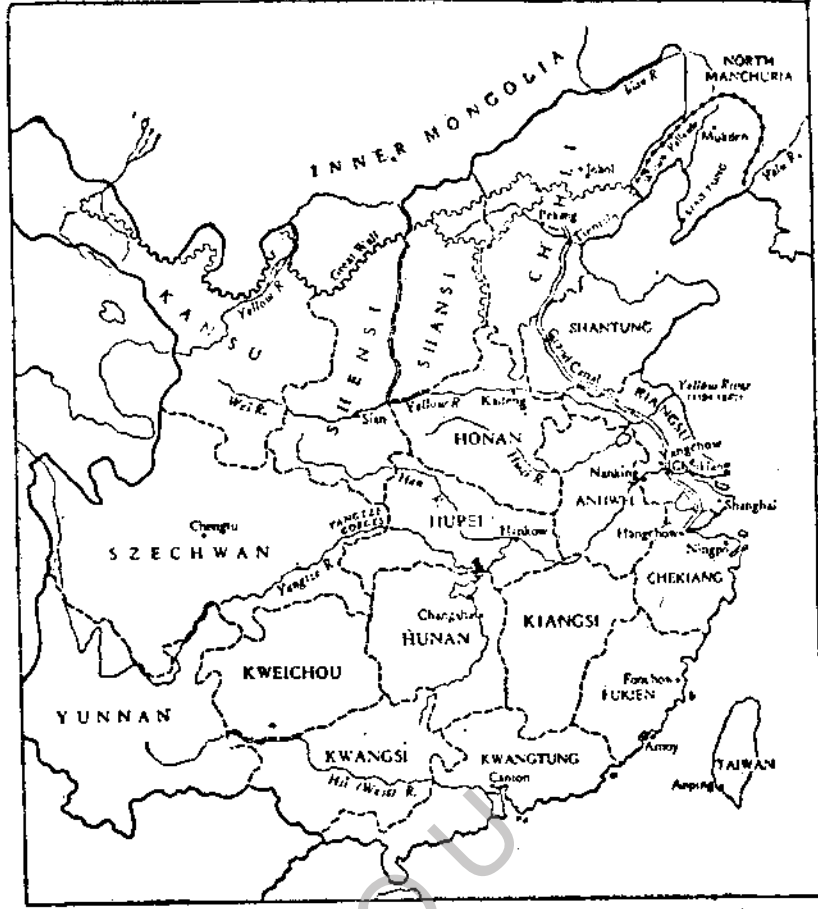 NORTH
MANCHURIA
INNER MONGOLIA
Liao R.
Mukden
Yalu R.
Jehol
Peking
Tientsin
CHIHLI
Great Wall
KANSU
Yellow R.
SHENSI
SHANSI
SHANTUNG
Grand Canal
KIANGSU
Yellow River
Wei R.
Sian
Yellow R.
Kaifeng
HONAN
Huai R.
Yangchow
Nanking
Chinkiang
Han
ANHWEI
Shanghai
Chengtu
YANGTZE
GORGES
HUPEI
Hankow
Hangchow
Ningpo
SZECHWAN
Yangtze R.
CHEKIANG
Changsha
HUNAN
KIANGSI
KWEICHOU
Foochow
FUKIEN
YUNNAN
KWANGSI
KWANGTUNG
Amoy
TAIWAN
Hsi (West) R.
Canton
Anping
O U